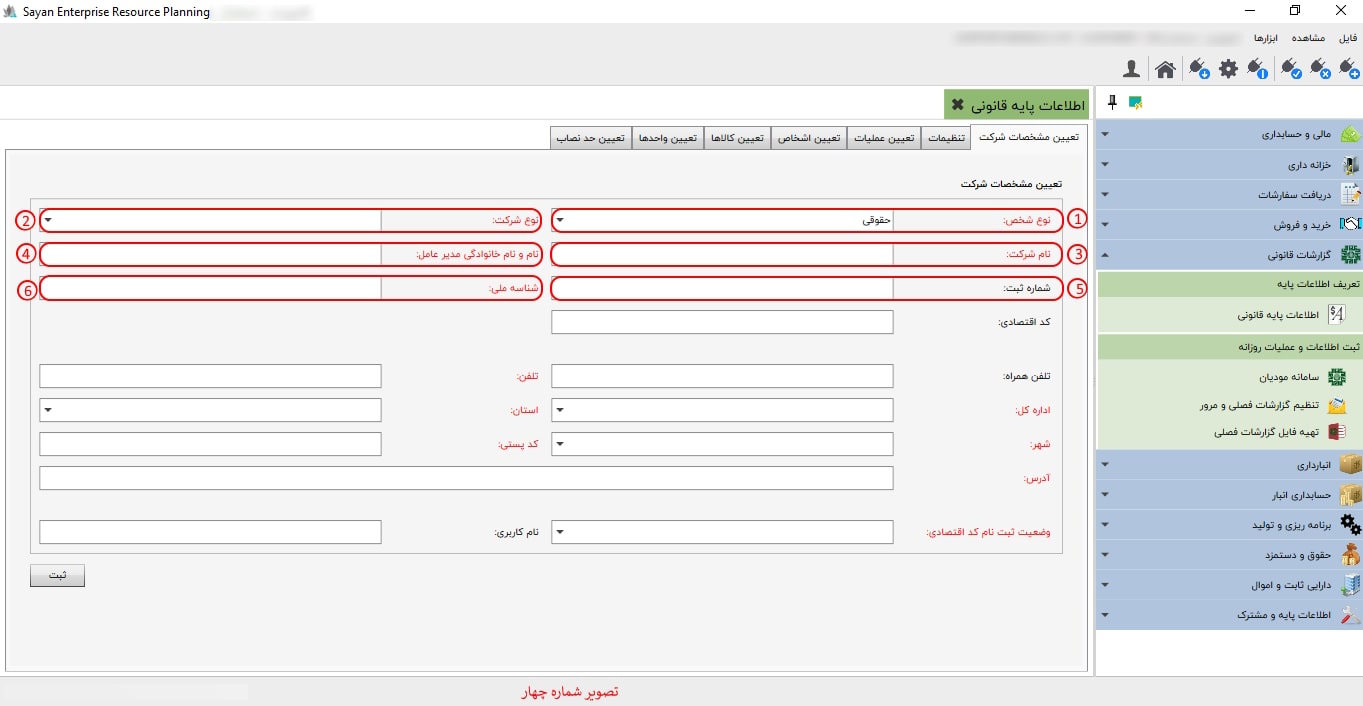 Sayan Enterprise Resource Planning
فایل مشاهده ابزارها
اطلاعات پایه قانونی
تعیین مشخصات شرکت تنظیمات تعیین عملیات تعیین اشخاص تعیین کالاها تعیین واحدها تعیین حد نصاب
تعیین مشخصات شرکت
1 نوع شخص: حقوقی نوع شرکت: 2
3 نام شرکت: نام و نام خانوادگی مدیر عامل: 4
5 شماره ثبت: شناسه ملی: 6
کد اقتصادی:
تلفن همراه: تلفن:
اداره کل: استان:
شهر: کد پستی:
آدرس:
وضعیت ثبت نام کد اقتصادی: نام کاربری:
ثبت
مالی و حسابداری
خزانه داری
دریافت سفارشات
خرید و فروش
گزارشات قانونی
تعریف اطلاعات پایه
اطلاعات پایه قانونی
ثبت اطلاعات و عملیات روزانه
سامانه مودیان
تنظیم گزارشات فصلی و مرور
تهیه فایل گزارشات فصلی
انبارداری
حسابداری انبار
برنامه ریزی و تولید
حقوق و دستمزد
دارایی ثابت و اموال
اطلاعات پایه و مشترک
تصویر شماره چهار